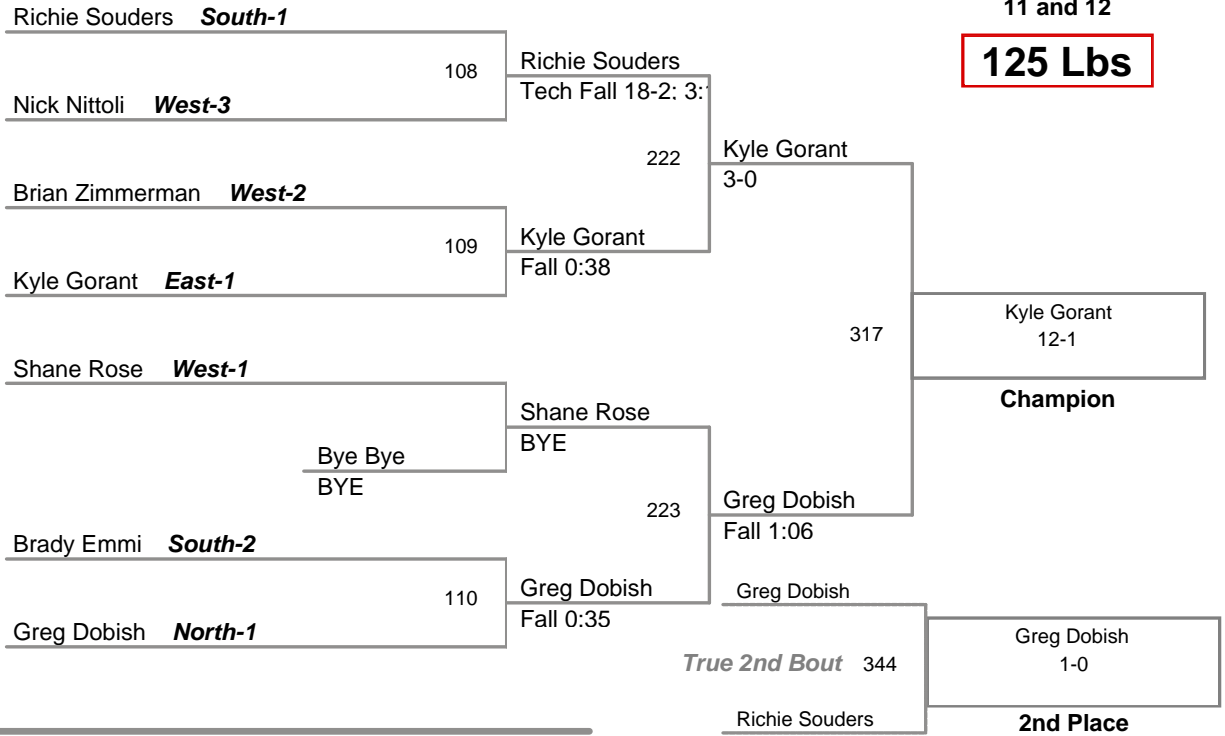 11 and 12
125 Lbs
Richie Souders South-1
108
Nick Nittoli West-3
Richie Souders
Tech Fall 18-2; 3:
Brian Zimmerman West-2
109
Kyle Gorant East-1
Kyle Gorant
Fall 0:38
222
Kyle Gorant
3-0
Shane Rose West-1
Bye Bye
BYE
Shane Rose
BYE
Brady Emmi South-2
110
Greg Dobish North-1
Greg Dobish
Fall 0:35
223
Greg Dobish
Fall 1:06
317
Kyle Gorant
12-1
Champion
Greg Dobish
True 2nd Bout 344
Richie Souders
Greg Dobish
1-0
2nd Place